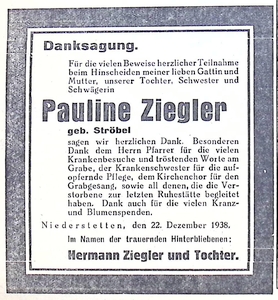 Danksagung.
Für die vielen Beweise herzlicher Teilnahme
beim Hinscheiden meiner lieben Gattin und
Mutter, unserer Tochter, Schwester und
Schwägerin
Pauline Ziegler
geb. Ströbel
sagen wir herzlichen Dank. Besonderen
Dank dem Herrn Pfarrer für die vielen
Krankenbesuche und tröstenden Worte am
Grabe, der Krankenschwester für die auf-
opfernde Pflege, dem Kirchenchor für den
Grabgesang, sowie all denen, die die Ver-
storbene zur letzten Ruhestätte begleitet
haben. Dank auch für die vielen Kranz-
und Blumenspenden.
Niederstetten, den 22. Dezember 1938.
Im Namen der trauernden Hinterbliebenen:
Hermann Ziegler und Tochter.